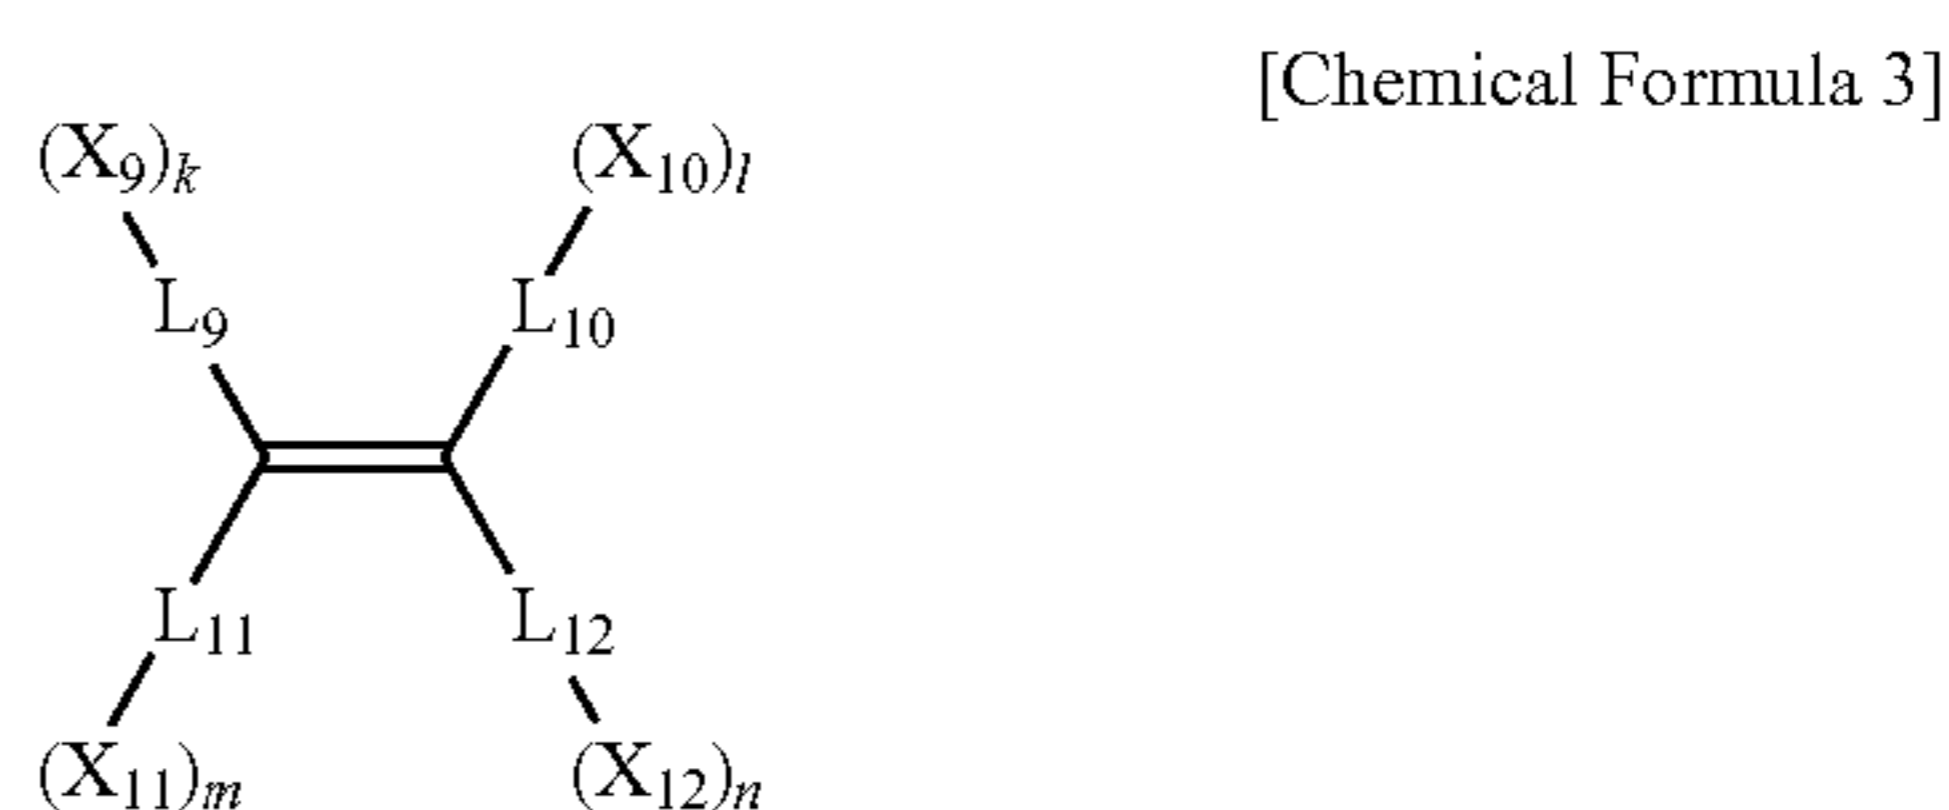 [Chemical Formula 3]
(X₉)ₖ (X₁₀)ₗ
L₉ L₁₀
L₁₁ L₁₂
(X₁₁)ₘ (X₁₂)ₙ